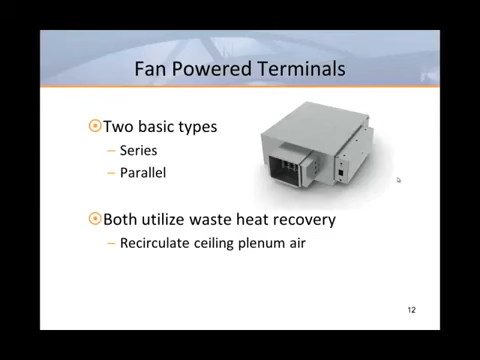 Fan Powered Terminals
Two basic types
– Series
– Parallel
Both utilize waste heat recovery
– Recirculate ceiling plenum air
12